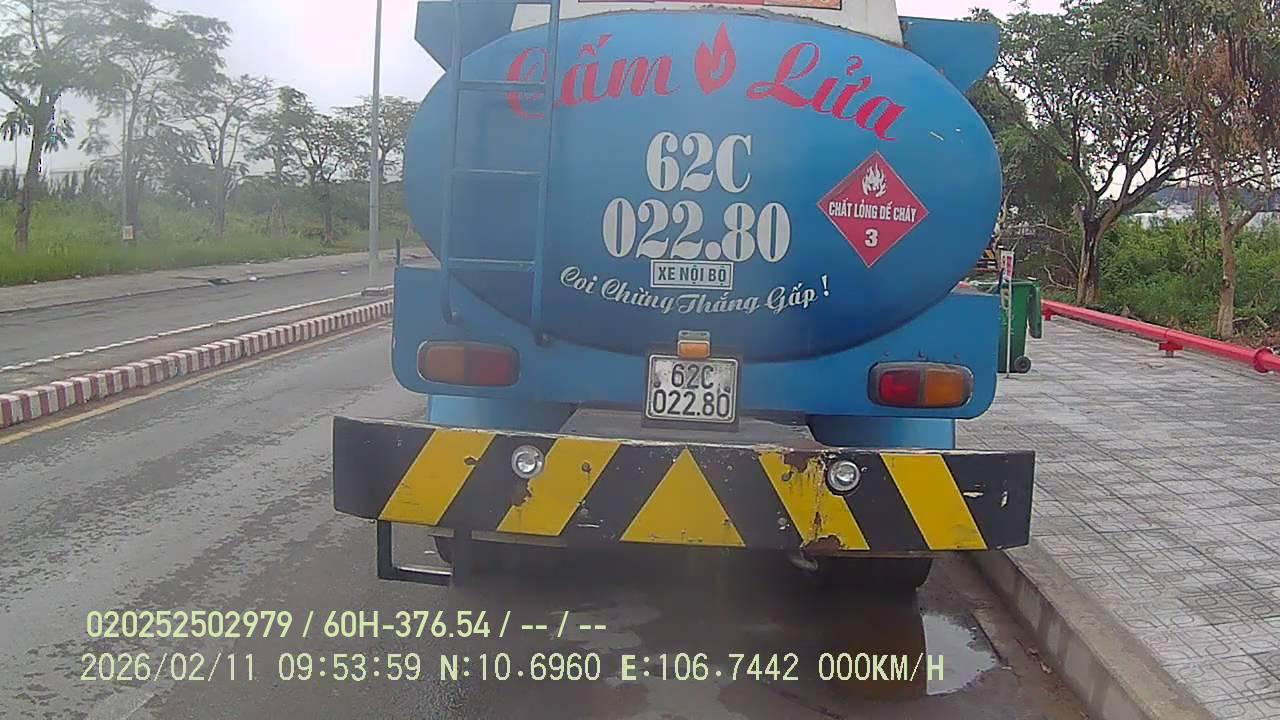 Cấm Lửa
62C
022.80
CHẤT LỎNG DỄ CHÁY
3
XE NỘI BỘ
Coi Chừng Thắng Gấp !
62C
022.80
020252502979 / 60H-376.54 / -- / --
2026/02/11 09:53:59 N:10.6960 E:106.7442 000KM/H